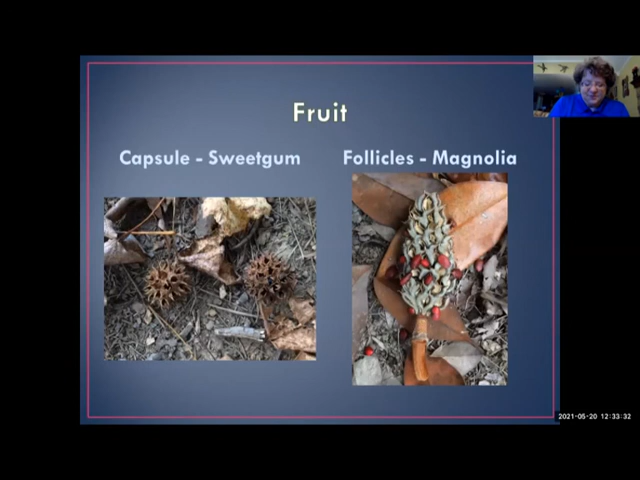 Fruit
Capsule - Sweetgum
Follicles - Magnolia
2021-05-20 12:33:32